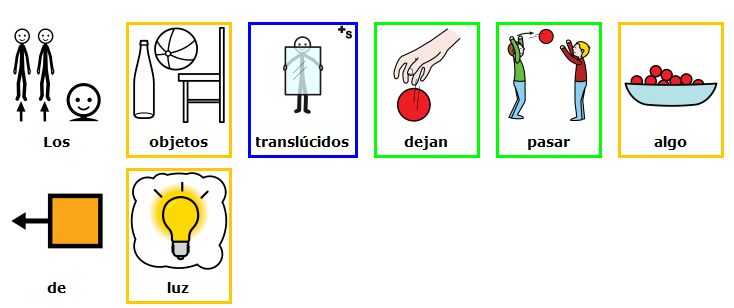 +s
Los objetos translúcidos dejan pasar algo
de luz